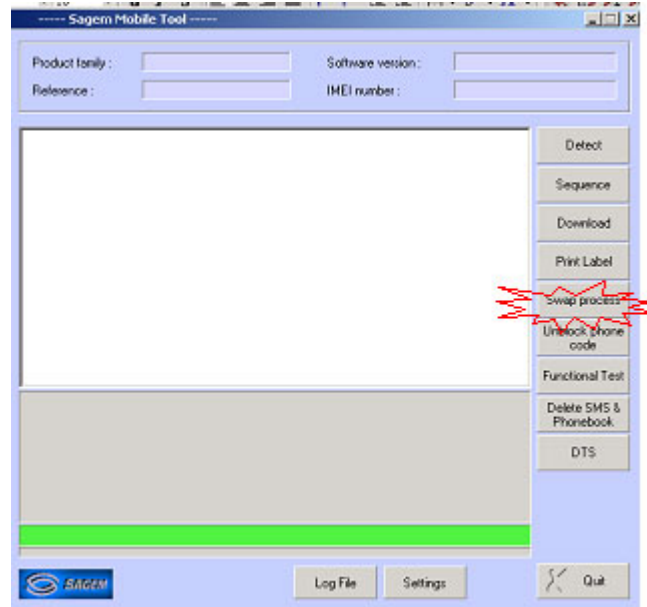 ----- Sagem Mobile Tool -----
Product family :
Software version :
Reference :
IMEI number :
Detect
Sequence
Download
Print Label
Swap process
Unblock phone
code
Functional Test
Delete SMS &
Phonebook
DTS
SAGEM
Log File
Settings
Quit